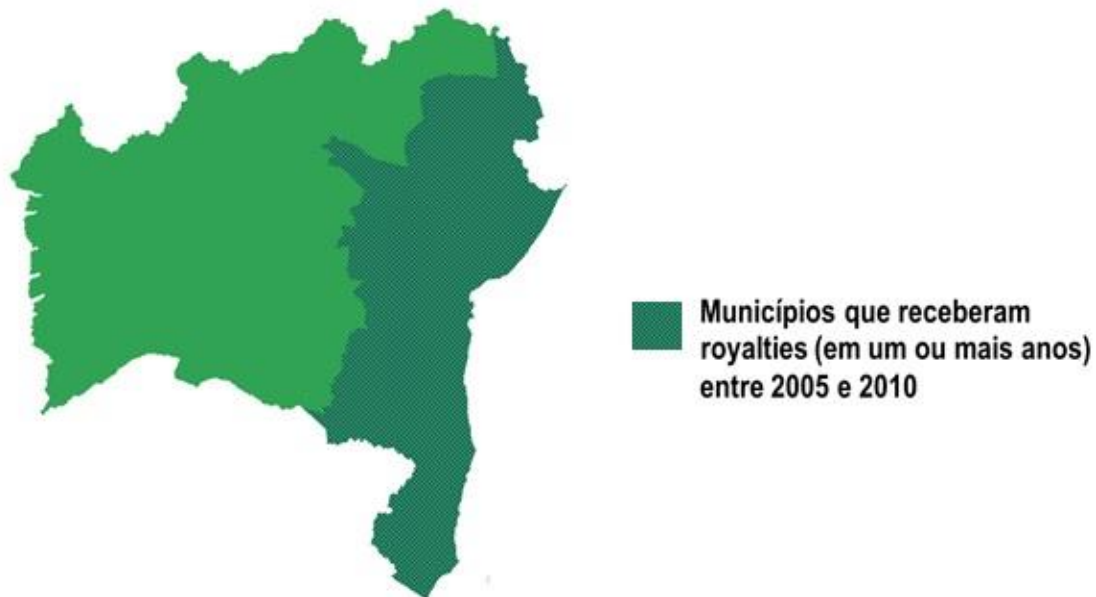 Municípios que receberam
royalties (em um ou mais anos)
entre 2005 e 2010